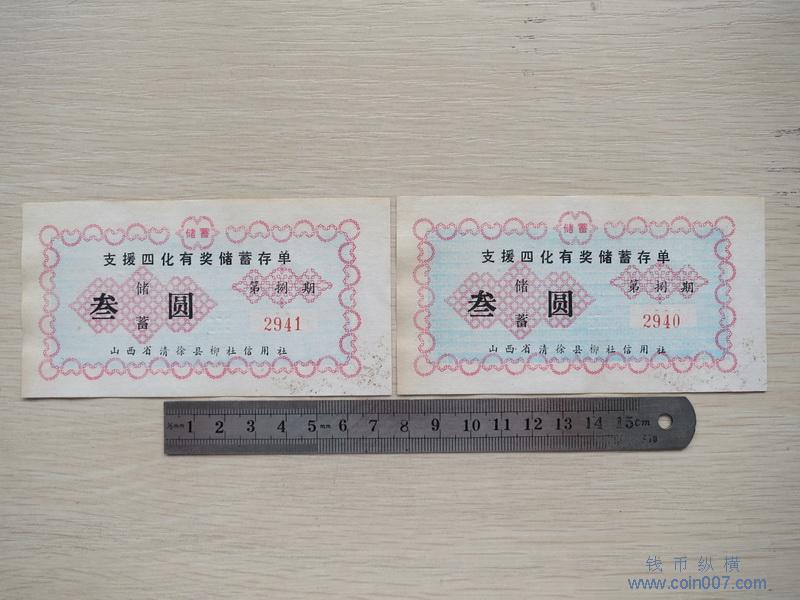 储蓄
支援四化有奖储蓄存单
储蓄
叁圆
第捌期
2941
山西省清徐县柳杜信用社
储蓄
支援四化有奖储蓄存单
储蓄
叁圆
第捌期
2940
山西省清徐县柳杜信用社
½mm 1 2 3 4 5mm 6 7 8 9 10 11 12 13 14 15cm
钱币纵横
www.coin007.com